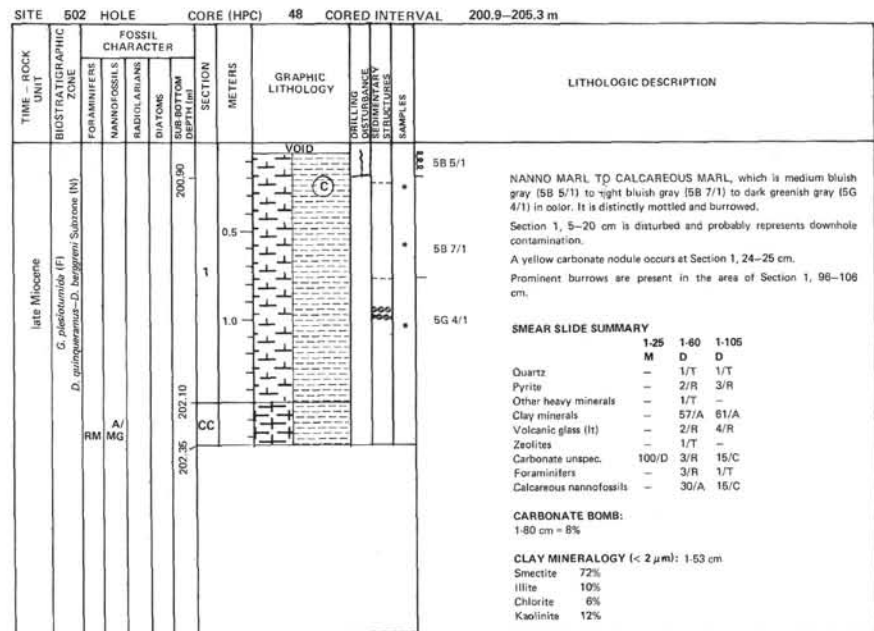 SITE 502 HOLE CORE (HPC) 48 CORED INTERVAL 200.9–205.3 m
TIME – ROCK UNIT
BIOSTRATIGRAPHIC ZONE
FOSSIL CHARACTER
FORAMINIFERS
NANNOFOSSILS
RADIOLARIANS
DIATOMS
SUB-BOTTOM DEPTH (m)
SECTION
METERS
GRAPHIC LITHOLOGY
DRILLING DISTURBANCE
SEDIMENTARY STRUCTURES
SAMPLES
LITHOLOGIC DESCRIPTION
late Miocene
G. plesiotumida (F)
D. quinqueramus–D. berggreni Subzone (N)
RM
A/
MG
200.90
202.10
202.35
1
CC
0.5
1.0
VOID
C
*
*
*
5B 5/1
5B 7/1
5G 4/1
NANNO MARL TO CALCAREOUS MARL, which is medium bluish
gray (5B 5/1) to light bluish gray (5B 7/1) to dark greenish gray (5G
4/1) in color. It is distinctly mottled and burrowed.
Section 1, 5–20 cm is disturbed and probably represents downhole
contamination.
A yellow carbonate nodule occurs at Section 1, 24–25 cm.
Prominent burrows are present in the area of Section 1, 96–106
cm.
SMEAR SLIDE SUMMARY
1-25 1-60 1-105
M D D
Quartz – 1/T 1/T
Pyrite – 2/R 3/R
Other heavy minerals – 1/T –
Clay minerals – 57/A 61/A
Volcanic glass (lt) – 2/R 4/R
Zeolites – 1/T –
Carbonate unspec. 100/D 3/R 15/C
Foraminifers – 3/R 1/T
Calcareous nannofossils – 30/A 15/C
CARBONATE BOMB:
1-80 cm = 8%
CLAY MINERALOGY (< 2 μm): 1-53 cm
Smectite 72%
Illite 10%
Chlorite 6%
Kaolinite 12%